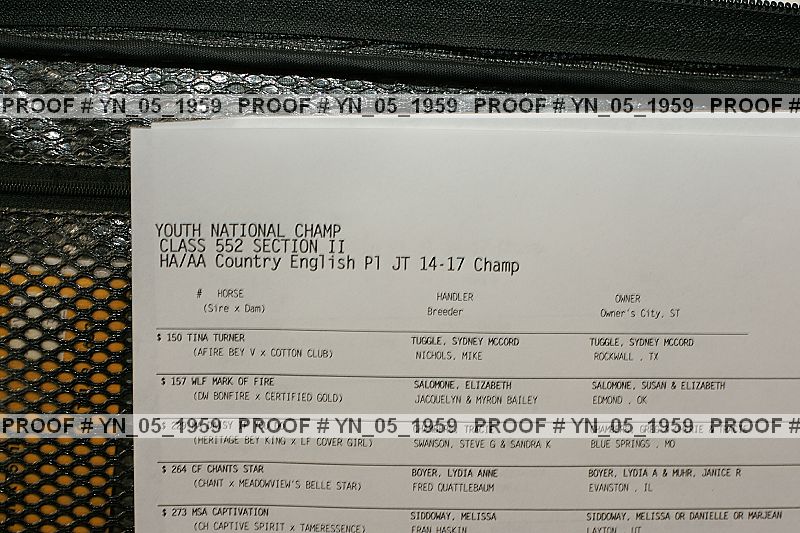 PROOF # YN_05_1959 PROOF # YN_05_1959 PROOF # YN_05_1959 PROOF #
YOUTH NATIONAL CHAMP
CLASS 552 SECTION II
HA/AA Country English Pl JT 14-17 Champ
# HORSE HANDLER OWNER
(Sire x Dam) Breeder Owner's City, ST
$ 150 TINA TURNER TUGGLE, SYDNEY MCCORD TUGGLE, SYDNEY MCCORD
(AFIRE BEY V x COTTON CLUB) NICHOLS, MIKE ROCKWALL , TX
$ 157 WLF MARK OF FIRE SALOMONE, ELIZABETH SALOMONE, SUSAN & ELIZABETH
(DW BONFIRE x CERTIFIED GOLD) JACQUELYN & MYRON BAILEY EDMOND , OK
PROOF # YN_05_1959 PROOF # YN_05_1959 PROOF # YN_05_1959 PROOF #
(HERITAGE BEY KING x LF COVER GIRL) SWANSON, STEVE G & SANDRA K BLUE SPRINGS , MO
$ 264 CF CHANTS STAR BOYER, LYDIA ANNE BOYER, LYDIA A & MUHR, JANICE R
(CHANT x MEADOWVIEW'S BELLE STAR) FRED QUATTLEBAUM EVANSTON , IL
$ 273 MSA CAPTIVATION SIDDOWAY, MELISSA SIDDOWAY, MELISSA OR DANIELLE OR MARJEAN
(CH CAPTIVE SPIRIT x TAMERESSENCE) FRAN HASKIN LAYTON , UT